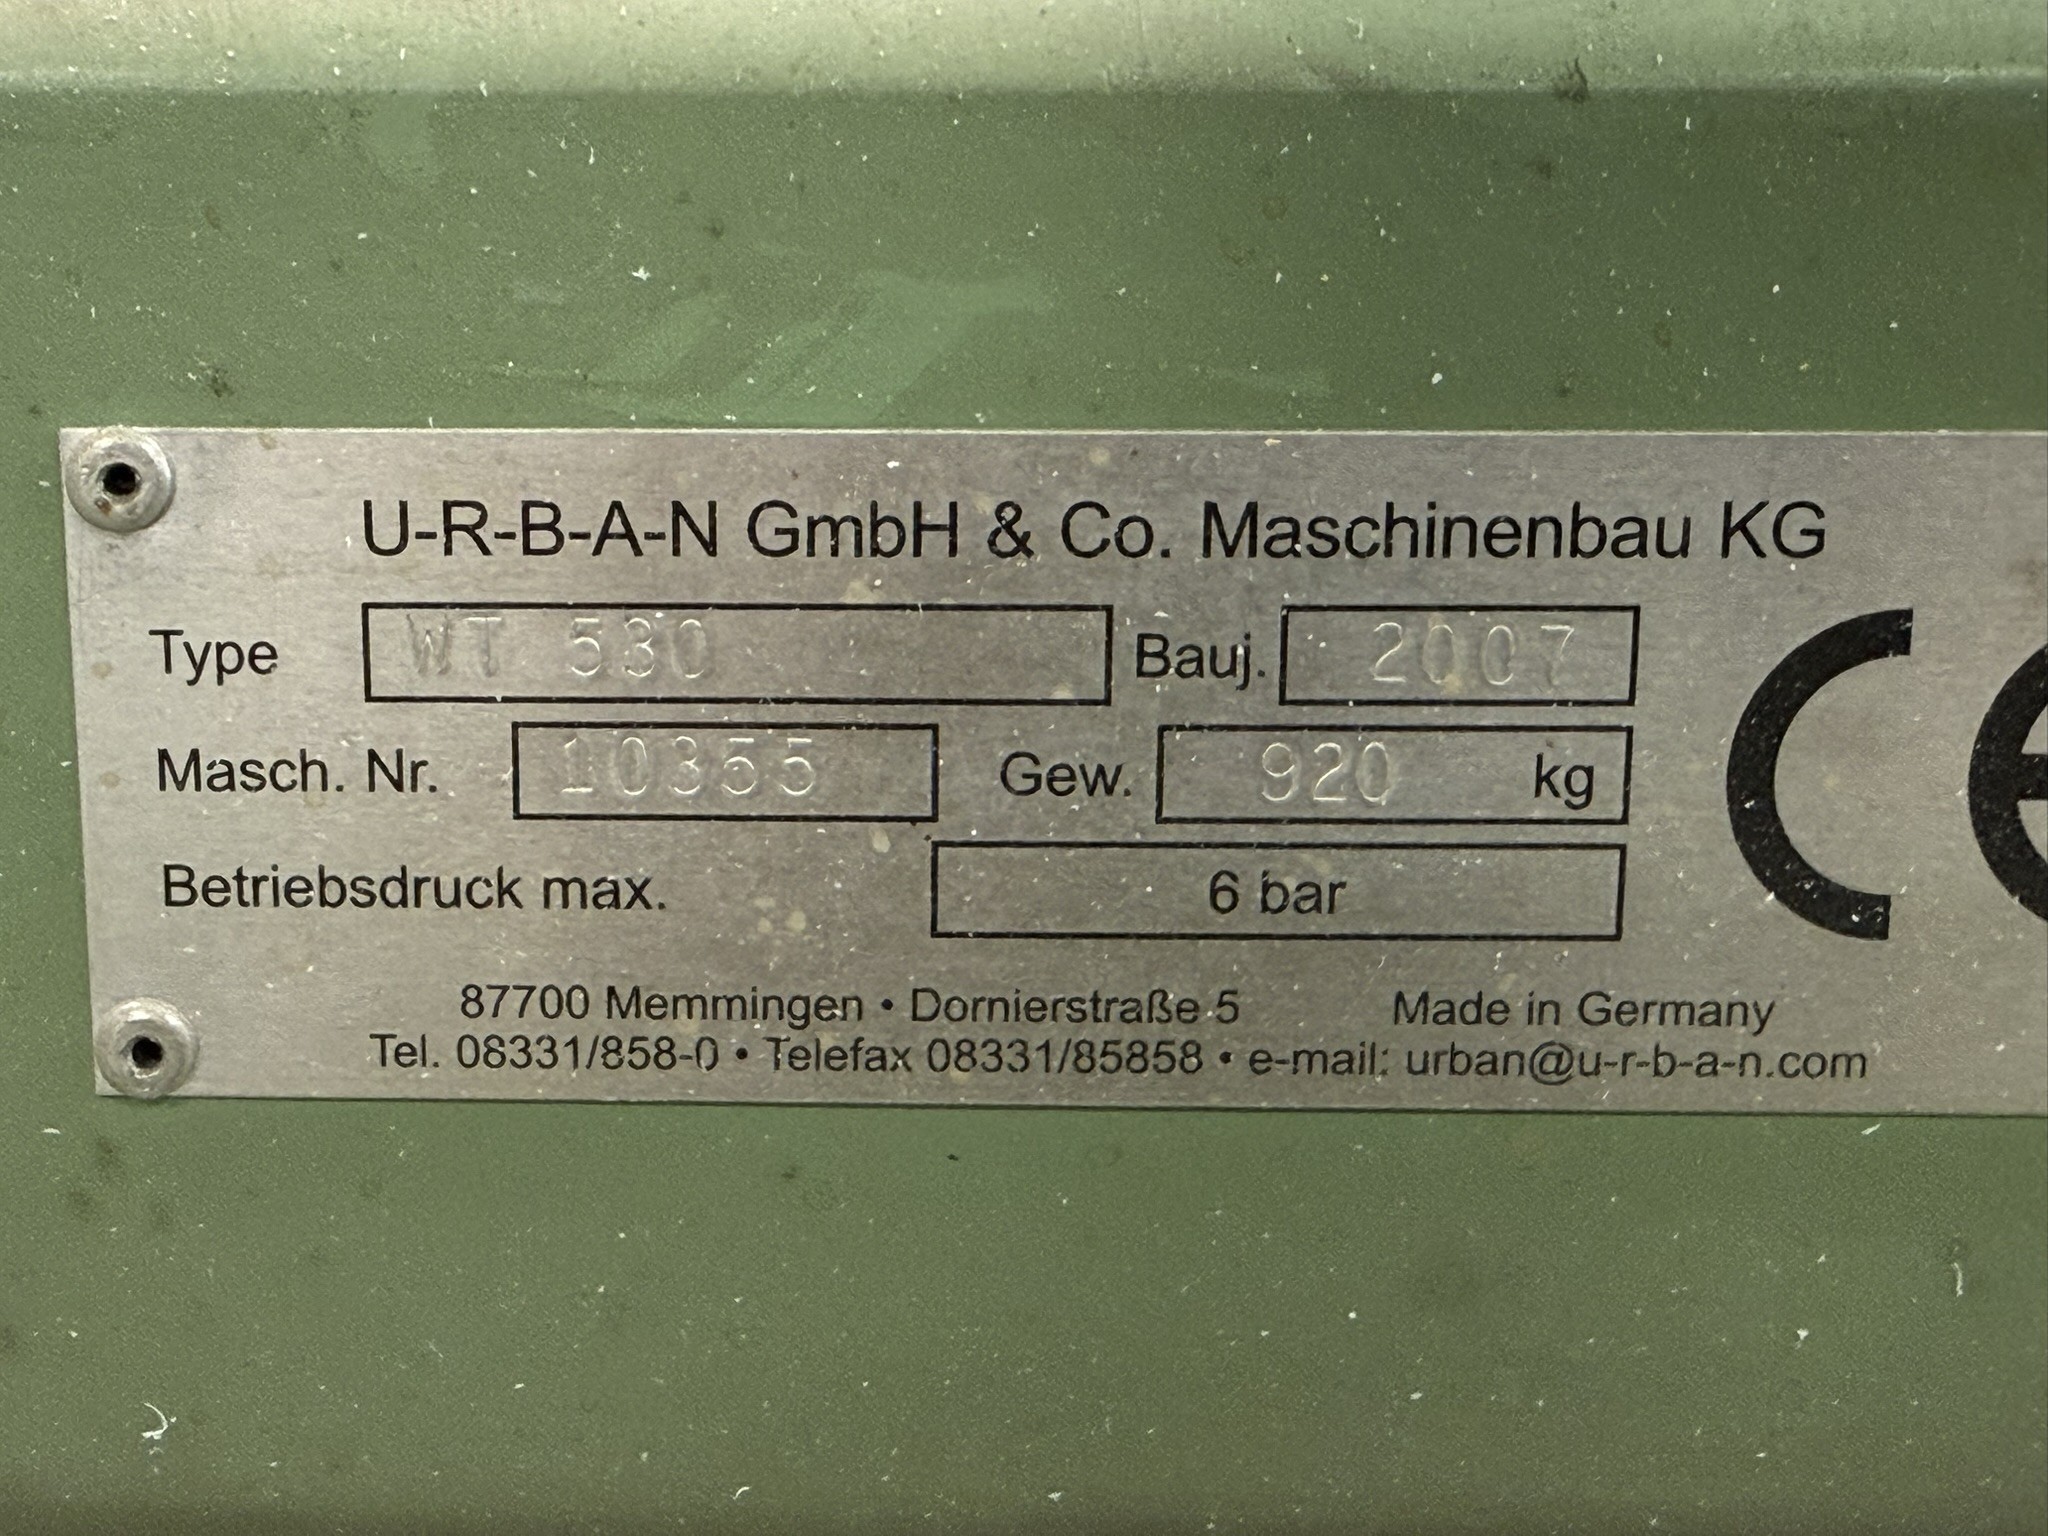 U-R-B-A-N GmbH & Co. Maschinenbau KG
Type WT 530 Bauj. 2007
Masch. Nr. 10355 Gew. 920 kg
Betriebsdruck max. 6 bar
CE
87700 Memmingen • Dornierstraße 5 Made in Germany
Tel. 08331/858-0 • Telefax 08331/85858 • e-mail: urban@u-r-b-a-n.com